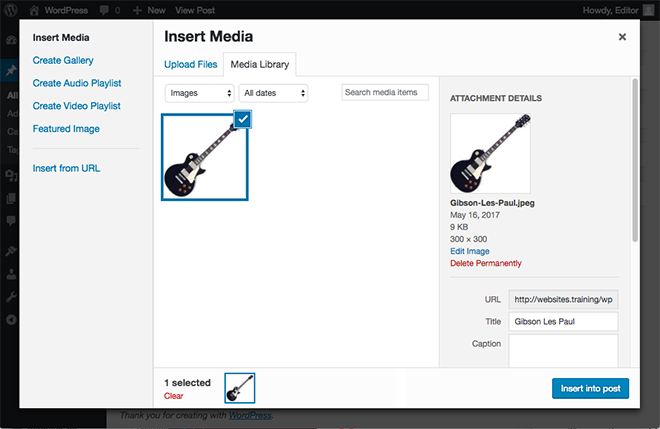 WordPress 0 New View Post Howdy, Editor
Insert Media
Create Gallery
Create Audio Playlist
Create Video Playlist
Featured Image
Insert from URL
Insert Media
Upload Files Media Library
Images All dates Search media items
ATTACHMENT DETAILS
Gibson-Les-Paul.jpeg
May 16, 2017
9 KB
300 × 300
Edit Image
Delete Permanently
URL http://websites.training/wp
Title Gibson Les Paul
Caption
1 selected
Clear
Insert into post
Thank you for creating with WordPress.